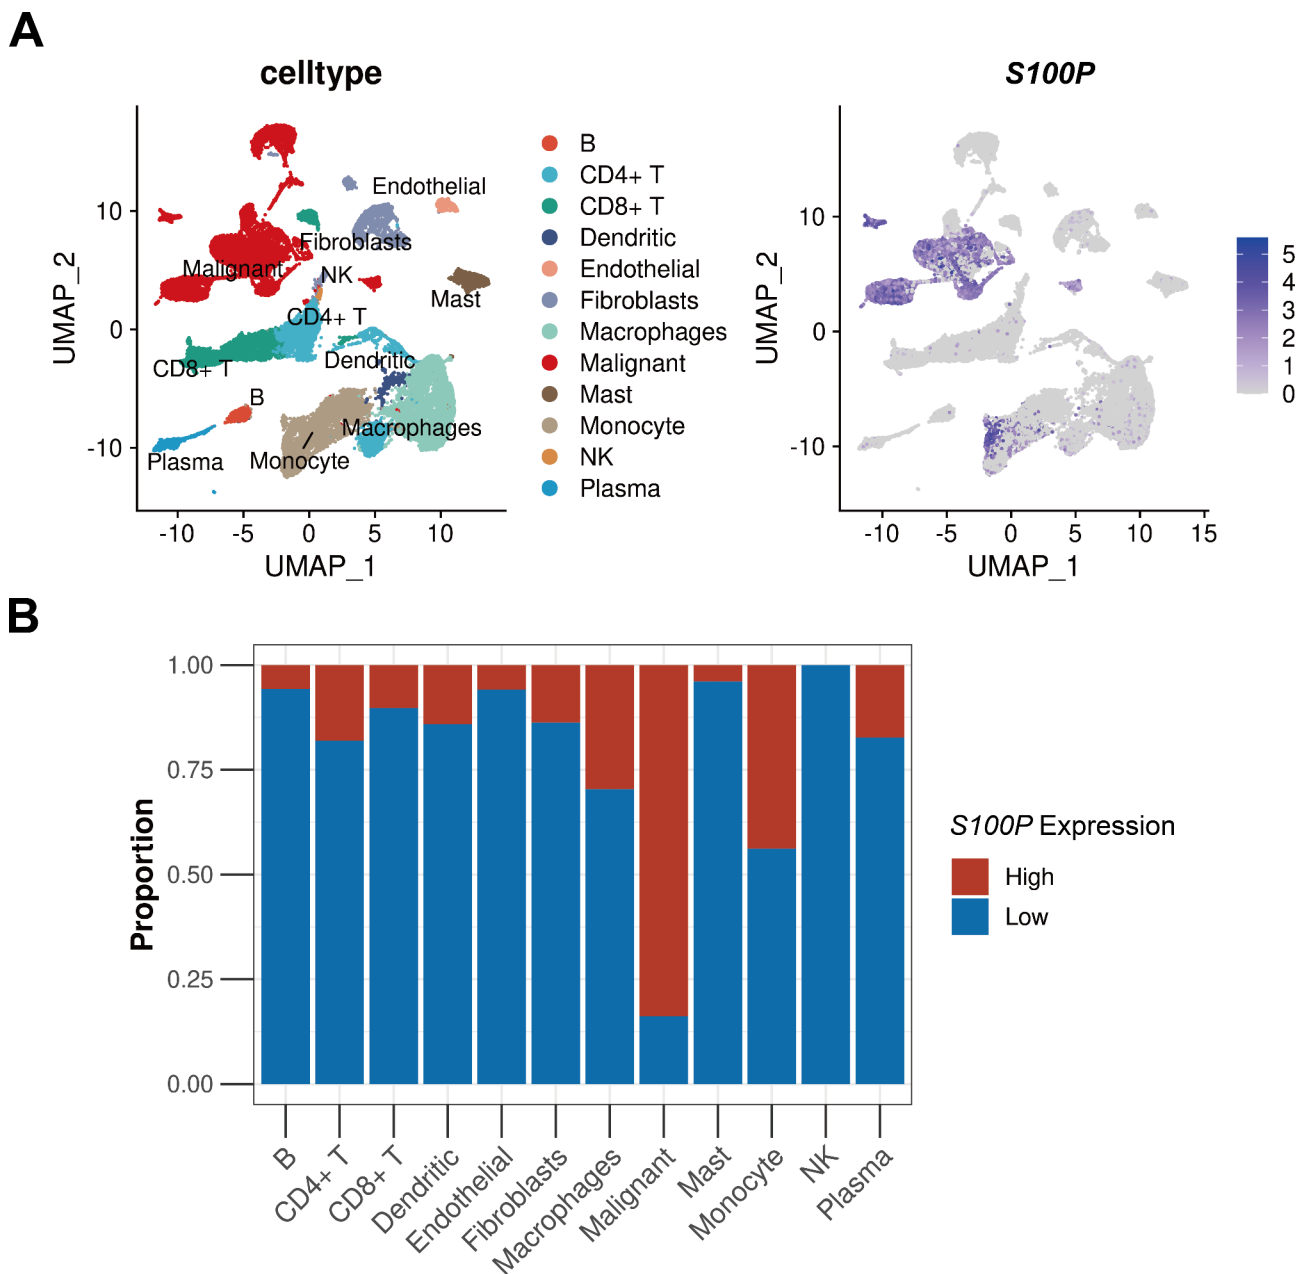 A
celltype
S100P
UMAP_2
10
0
-10
-10
-5
0
5
10
UMAP_1
Endothelial
Fibroblasts
Malignant
NK
Mast
CD4+ T
Dendritic
CD8+ T
B
Macrophages
Plasma
Monocyte
B
CD4+ T
CD8+ T
Dendritic
Endothelial
Fibroblasts
Macrophages
Malignant
Mast
Monocyte
NK
Plasma
UMAP_2
10
0
-10
-10
-5
0
5
10
15
UMAP_1
5
4
3
2
1
0
B
Proportion
1.00
0.75
0.50
0.25
0.00
B
CD4+ T
CD8+ T
Dendritic
Endothelial
Fibroblasts
Macrophages
Malignant
Mast
Monocyte
NK
Plasma
S100P Expression
High
Low